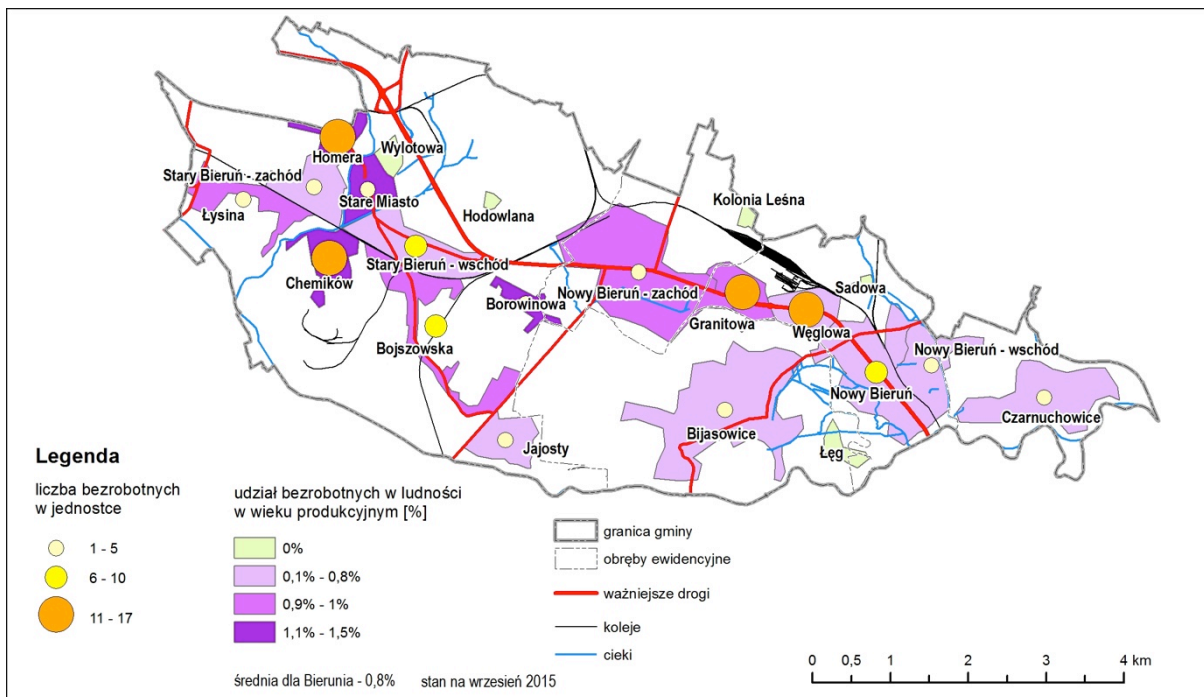 Homera
Wylotowa
Stary Bieruń - zachód
Stare Miasto
Łysina
Hodowlana
Kolonia Leśna
Stary Bieruń - wschód
Chemików
Borowinowa
Nowy Bieruń - zachód
Sadowa
Granitowa
Węglowa
Bojszowska
Nowy Bieruń - wschód
Nowy Bieruń
Czarnuchowice
Bijasowice
Jajosty
Łęg
Legenda
liczba bezrobotnych
w jednostce
1 - 5
6 - 10
11 - 17
udział bezrobotnych w ludności
w wieku produkcyjnym [%]
0%
0,1% - 0,8%
0,9% - 1%
1,1% - 1,5%
średnia dla Bierunia - 0,8% stan na wrzesień 2015
granica gminy
obręby ewidencyjne
ważniejsze drogi
koleje
cieki
0 0,5 1 2 3 4 km